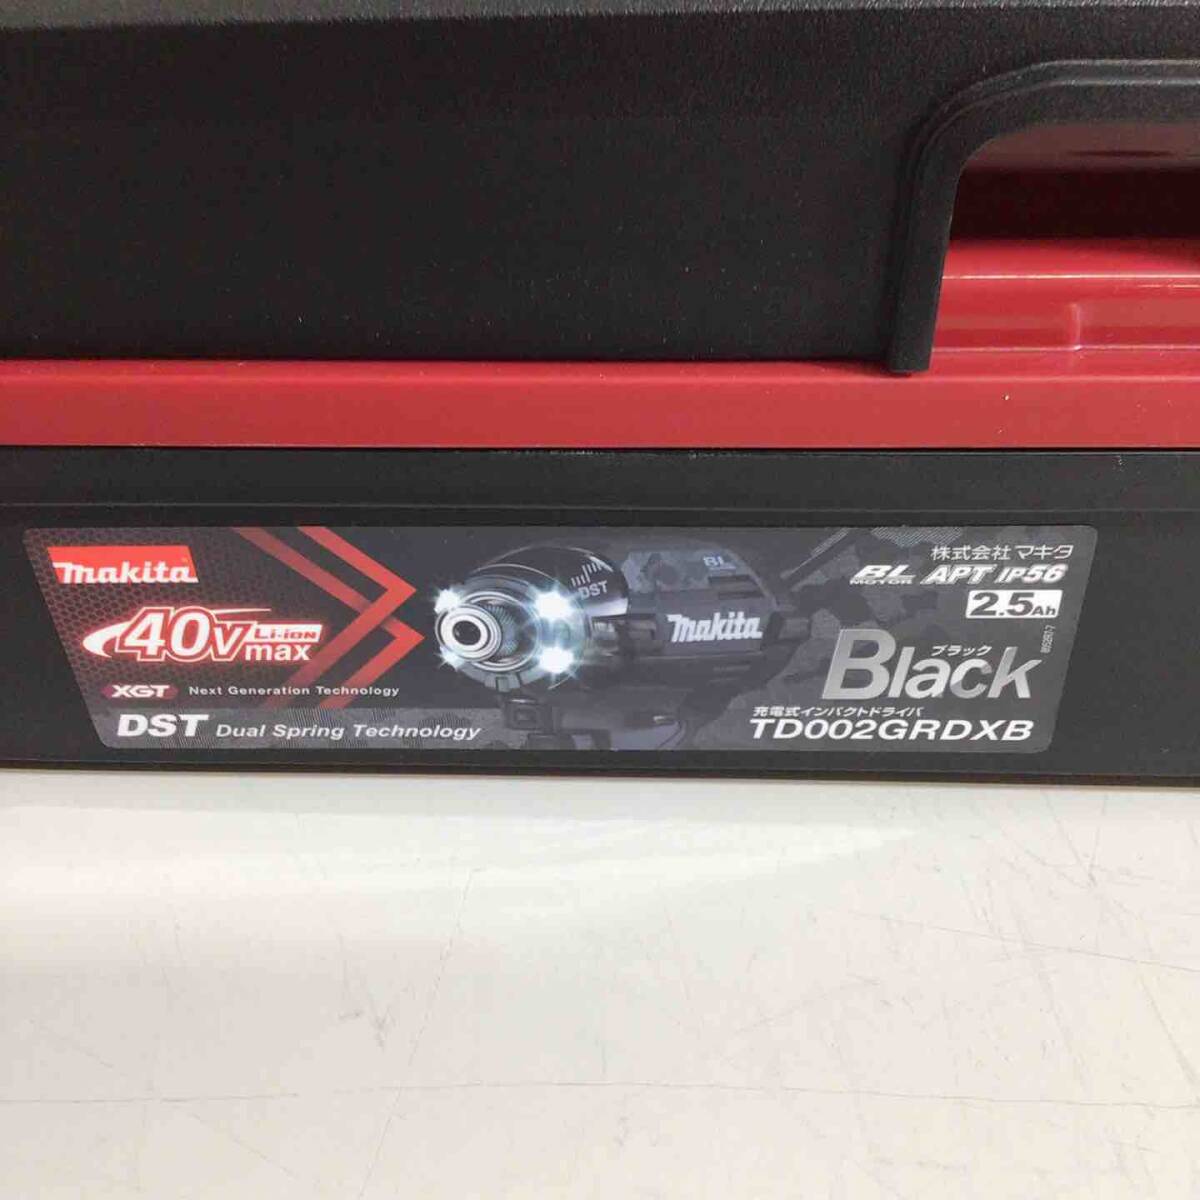 makita
40Vmax Li-ion
XGT Next Generation Technology
DST Dual Spring Technology
DST
BL
makita
株式会社マキタ
BL MOTOR APT IP56
2.5Ah
ブラック
Black
充電式インパクトドライバ
TD002GRDXB